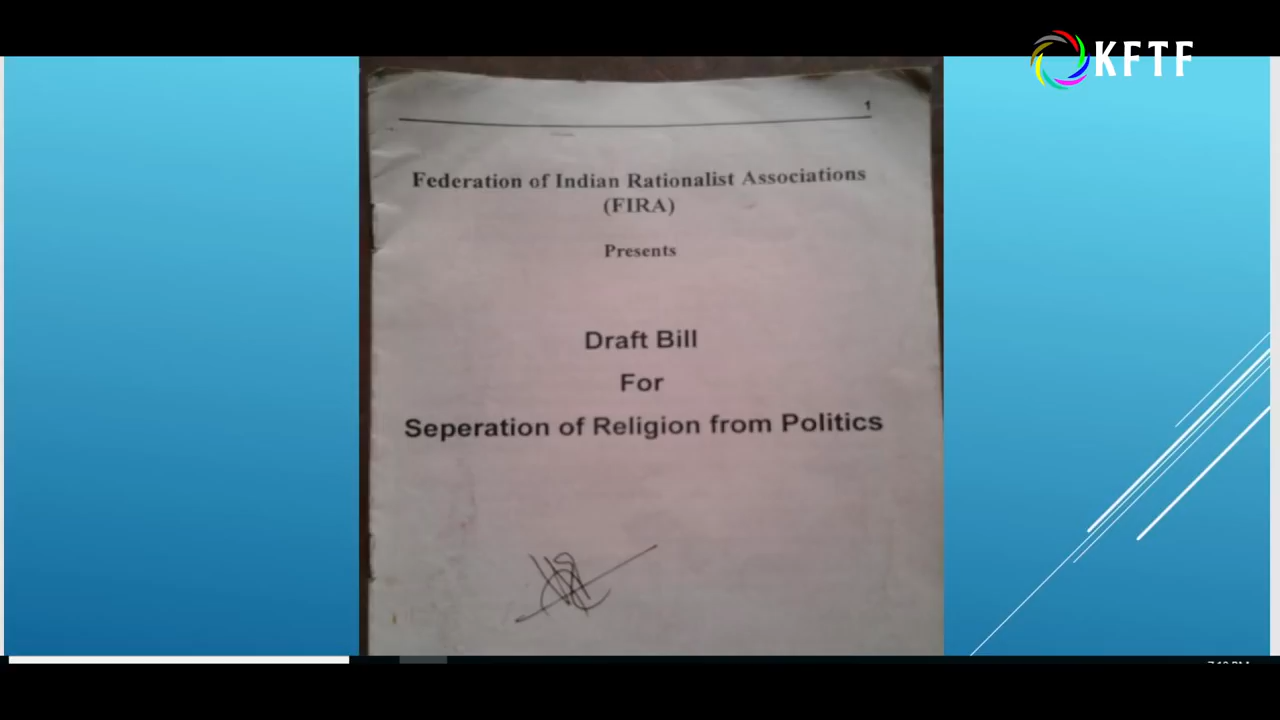 KFTF
1
Federation of Indian Rationalist Associations
(FIRA)
Presents
Draft Bill
For
Seperation of Religion from Politics